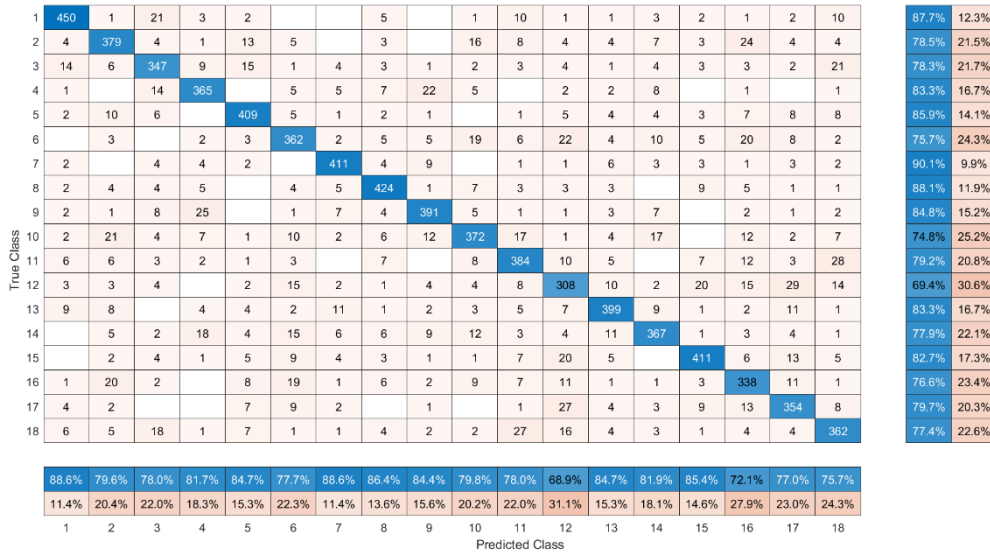 1 450 1 21 3 2 5 1 10 1 1 3 2 1 2 10 87.7% 12.3%
2 4 379 4 1 13 5 3 16 8 4 4 7 3 24 4 4 78.5% 21.5%
3 14 6 347 9 15 1 4 3 1 2 3 4 1 4 3 3 2 21 78.3% 21.7%
4 1 14 365 5 5 7 22 5 2 2 8 1 1 83.3% 16.7%
5 2 10 6 409 5 1 2 1 1 5 4 4 3 7 8 8 85.9% 14.1%
6 3 2 3 362 2 5 5 19 6 22 4 10 5 20 8 2 75.7% 24.3%
7 2 4 4 2 411 4 9 1 1 6 3 3 1 3 2 90.1% 9.9%
8 2 4 4 5 4 5 424 1 7 3 3 3 9 5 1 1 88.1% 11.9%
9 2 1 8 25 1 7 4 391 5 1 1 3 7 2 1 2 84.8% 15.2%
10 2 21 4 7 1 10 2 6 12 372 17 1 4 17 12 2 7 74.8% 25.2%
11 6 6 3 2 1 3 7 8 384 10 5 7 12 3 28 79.2% 20.8%
12 3 3 4 2 15 2 1 4 4 8 308 10 2 20 15 29 14 69.4% 30.6%
13 9 8 4 4 2 11 1 2 3 5 7 399 9 1 2 11 1 83.3% 16.7%
14 5 2 18 4 15 6 6 9 12 3 4 11 367 1 3 4 1 77.9% 22.1%
15 2 4 1 5 9 4 3 1 1 7 20 5 411 6 13 5 82.7% 17.3%
16 1 20 2 8 19 1 6 2 9 7 11 1 1 3 338 11 1 76.6% 23.4%
17 4 2 7 9 2 1 1 27 4 3 9 13 354 8 79.7% 20.3%
18 6 5 18 1 7 1 1 4 2 2 27 16 4 3 1 4 4 362 77.4% 22.6%
True Class
88.6% 79.6% 78.0% 81.7% 84.7% 77.7% 88.6% 86.4% 84.4% 79.8% 78.0% 68.9% 84.7% 81.9% 85.4% 72.1% 77.0% 75.7%
11.4% 20.4% 22.0% 18.3% 15.3% 22.3% 11.4% 13.6% 15.6% 20.2% 22.0% 31.1% 15.3% 18.1% 14.6% 27.9% 23.0% 24.3%
1 2 3 4 5 6 7 8 9 10 11 12 13 14 15 16 17 18
Predicted Class